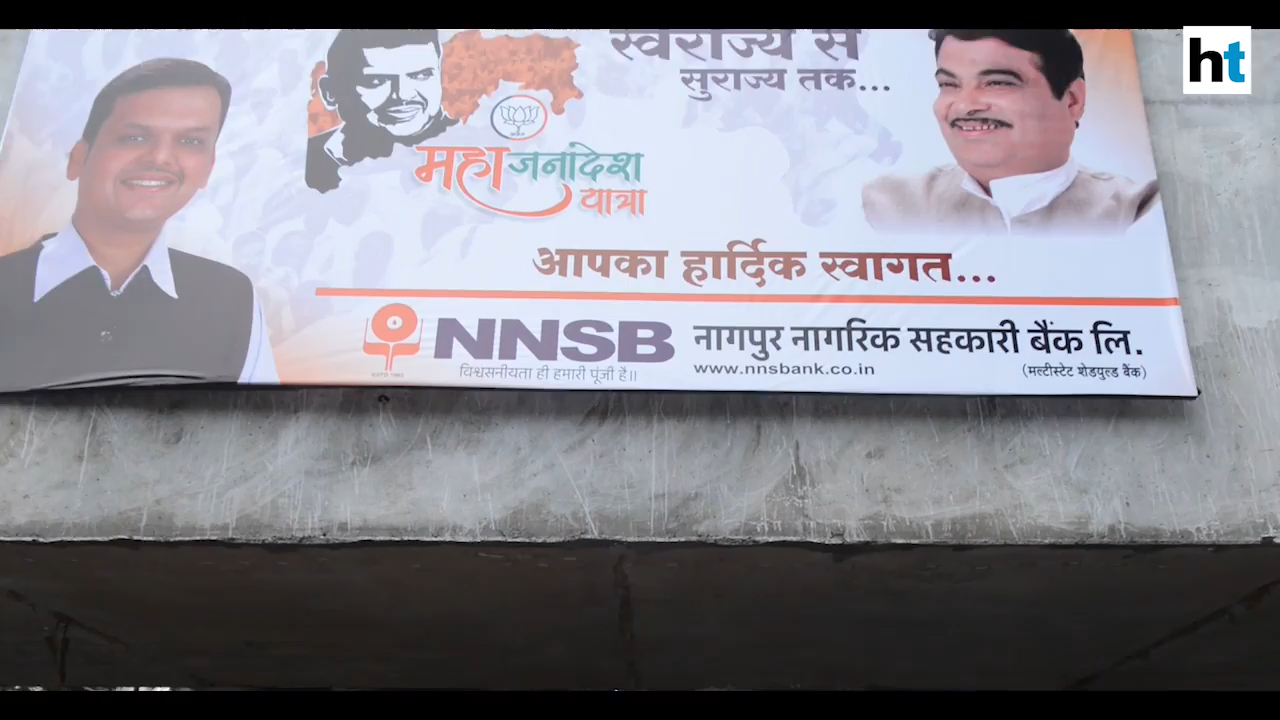 ht
स्वराज्य से
सुराज्य तक...
महा जनादेश
यात्रा
आपका हार्दिक स्वागत...
NNSB नागपुर नागरिक सहकारी बैंक लि.
विश्वसनीयता ही हमारी पूंजी है॥ www.nnsbank.co.in (मल्टीस्टेट शेडयुल्ड बैंक)